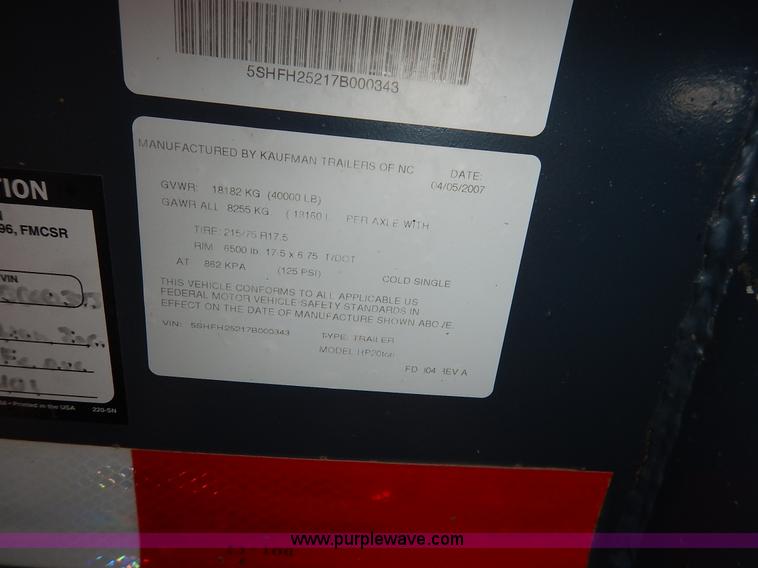 5SHFH25217B000343
MANUFACTURED BY KAUFMAN TRAILERS OF NC DATE:
04/05/2007
GVWR: 18182 KG (40000 LB)
GAWR ALL 8255 KG PER AXLE WITH
TIRE: 215/75 R17.5
RIM 6500 lb 17.5 x 6.75 T/DOT
AT 862 KPA (125 PSI) COLD SINGLE
THIS VEHICLE CONFORMS TO ALL APPLICABLE US
FEDERAL MOTOR VEHICLE SAFETY STANDARDS IN
EFFECT ON THE DATE OF MANUFACTURE SHOWN ABOVE.
VIN: 5SHFH25217B000343 TYPE: TRAILER
MODEL: HP20ton
TION
N
96, FMCSR
VIN
Printed in the USA 220-SN
www.purplewave.com